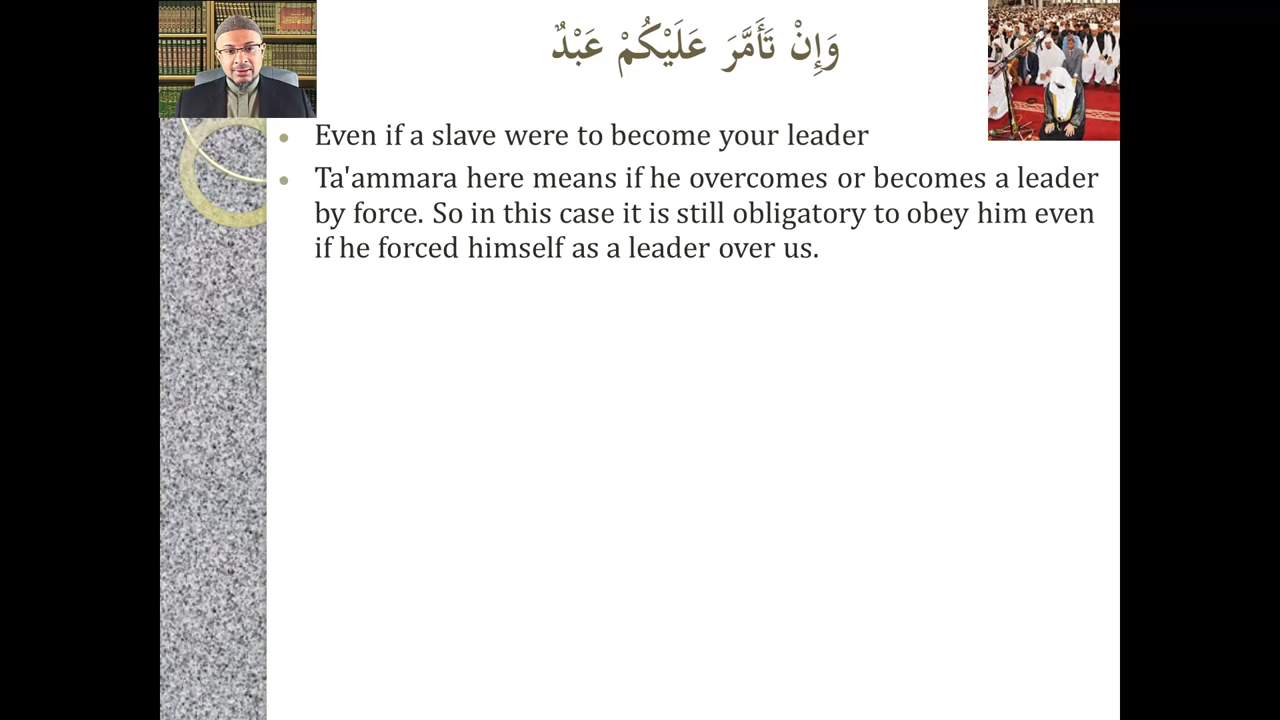 وَإِنْ تَأَمَّرَ عَلَيْكُمْ عَبْدٌ
• Even if a slave were to become your leader
• Ta'ammara here means if he overcomes or becomes a leader
by force. So in this case it is still obligatory to obey him even
if he forced himself as a leader over us.